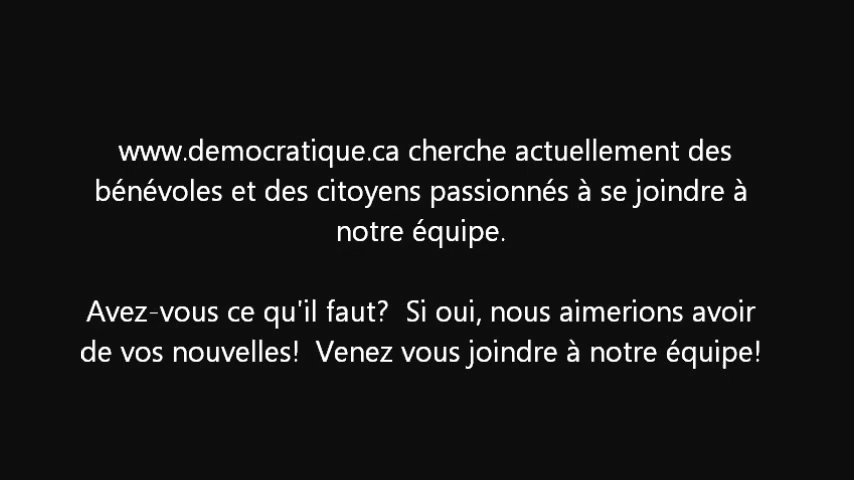 www.democratique.ca cherche actuellement des
bénévoles et des citoyens passionnés à se joindre à
notre équipe.
Avez-vous ce qu'il faut?  Si oui, nous aimerions avoir
de vos nouvelles!  Venez vous joindre à notre équipe!